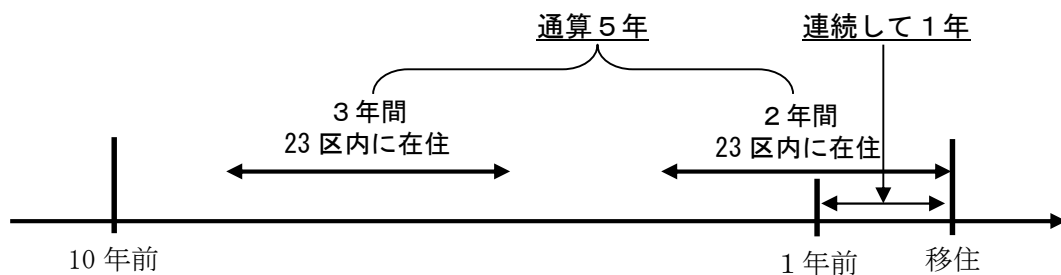 通算５年
連続して１年
３年間
23 区内に在住
２年間
23 区内に在住
10 年前
１年前
移住